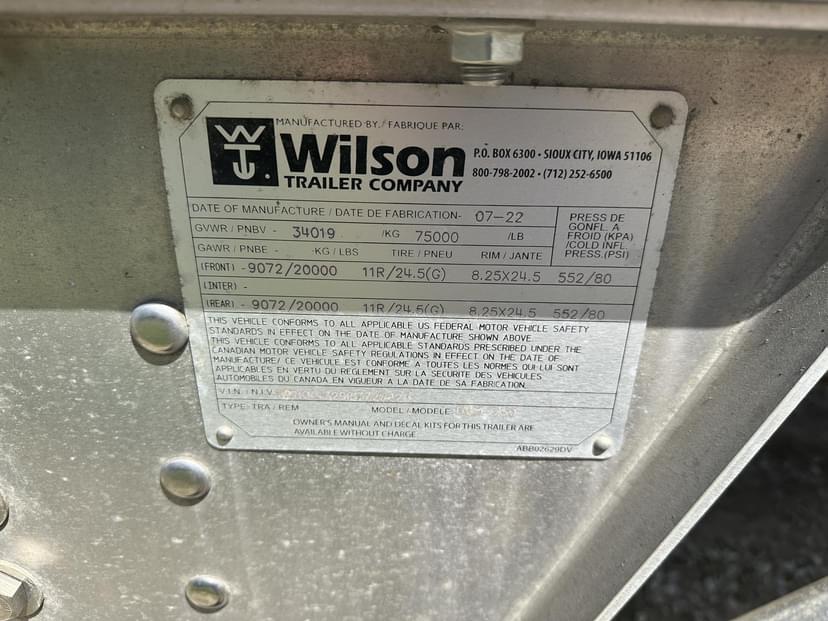 MANUFACTURED BY / FABRIQUE PAR:
WT
Wilson
TRAILER COMPANY
P.O. BOX 6300 • SIOUX CITY, IOWA 51106
800-798-2002 • (712) 252-6500
DATE OF MANUFACTURE / DATE DE FABRICATION- 07-22
GVWR / PNBV - 34019 /KG 75000 /LB
PRESS DE
GONFL. A
FROID (KPA)
/COLD INFL.
PRESS.(PSI)
GAWR / PNBE - -KG / LBS TIRE / PNEU RIM / JANTE
(FRONT) - 9072/20000 11R/24.5(G) 8.25X24.5 552/80
(INTER) -
(REAR) - 9072/20000 11R/24.5(G) 8.25X24.5 552/80
THIS VEHICLE CONFORMS TO ALL APPLICABLE US FEDERAL MOTOR VEHICLE SAFETY
STANDARDS IN EFFECT ON THE DATE OF MANUFACTURE SHOWN ABOVE.
THIS VEHICLE CONFORMS TO ALL APPLICABLE STANDARDS PRESCRIBED UNDER THE
CANADIAN MOTOR VEHICLE SAFETY REGULATIONS IN EFFECT ON THE DATE OF
MANUFACTURE/ CE VEHICULE EST CONFORME A TOUTES LES NORMES QUI LUI SONT
APPLICABLES EN VERTU DU REGLEMENT SUR LA SECURITE DES VEHICULES
AUTOMOBILES DU CANADA EN VIGUEUR A LA DATE DE SA FABRICATION.
V.I.N. / N.I.V.
TYPE: TRA / REM MODEL / MODELE:
OWNER'S MANUAL AND DECAL KITS FOR THIS TRAILER ARE
AVAILABLE WITHOUT CHARGE
ABB02629DV